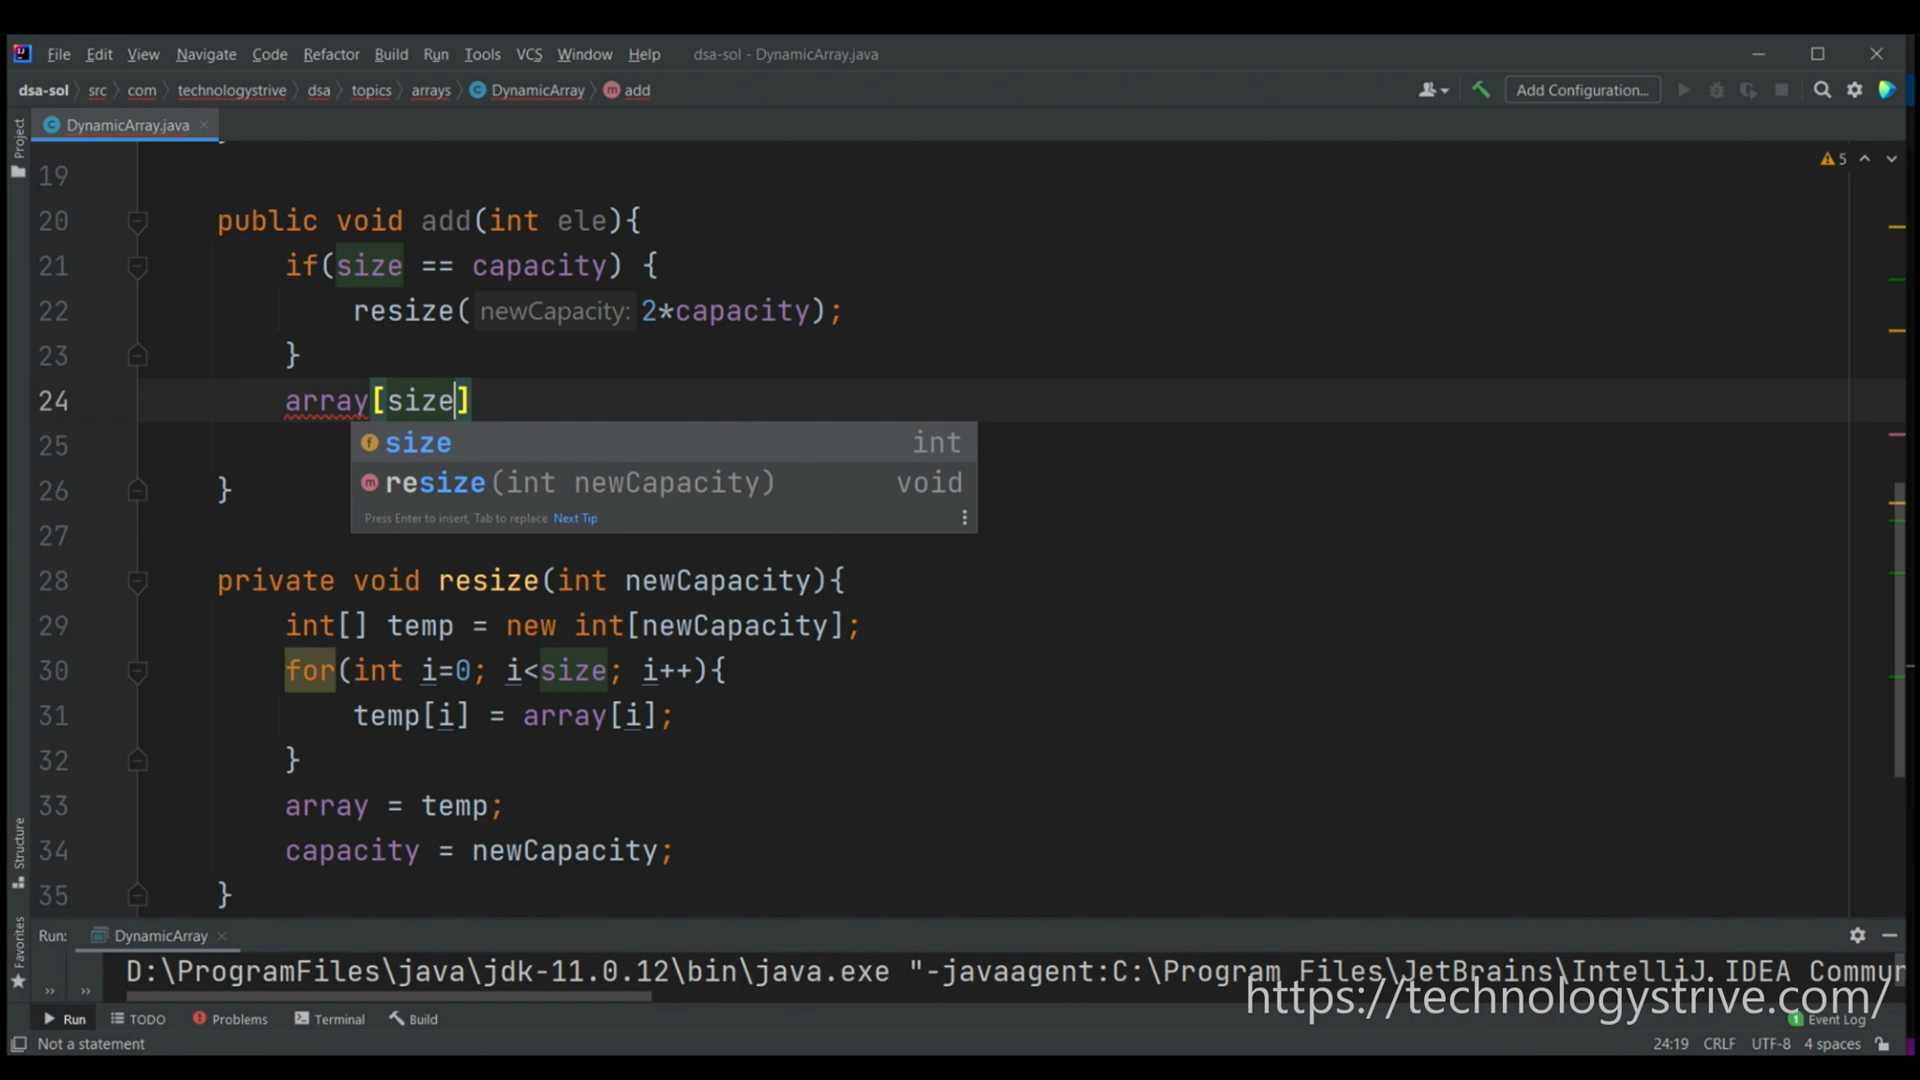 File Edit View Navigate Code Refactor Build Run Tools VCS Window Help dsa-sol - DynamicArray.java
dsa-sol src com technologystrive dsa topics arrays DynamicArray add Add Configuration...
DynamicArray.java
Project
5
19
20 public void add(int ele){
21 if(size == capacity) {
22 resize( newCapacity: 2*capacity);
23 }
24 array[size]
25
size int
resize(int newCapacity) void
Press Enter to insert, Tab to replace Next Tip
26 }
27
28 private void resize(int newCapacity){
29 int[] temp = new int[newCapacity];
30 for(int i=0; i<size; i++){
31 temp[i] = array[i];
32 }
33 array = temp;
34 capacity = newCapacity;
35 }
Structure
Favorites
Run: DynamicArray
D:\ProgramFiles\java\jdk-11.0.12\bin\java.exe "-javaagent:C:\Program Files\JetBrains\IntelliJ IDEA Commun
https://technologystrive.com/
Run TODO Problems Terminal Build 1 Event Log
Not a statement 24:19 CRLF UTF-8 4 spaces